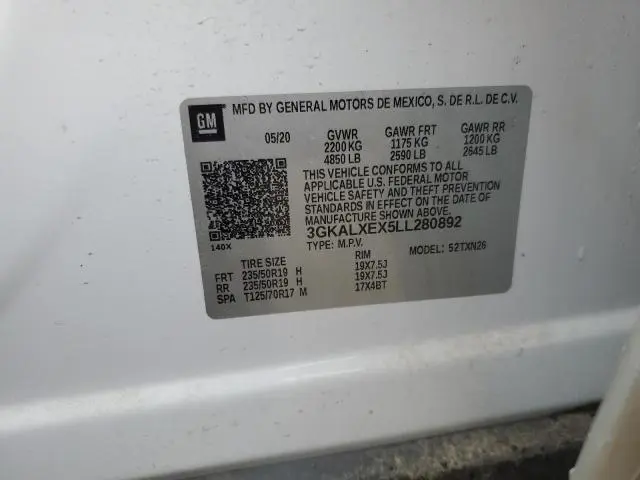 GM
MFD BY GENERAL MOTORS DE MEXICO, S. DE R.L. DE C.V.
05/20 GVWR GAWR FRT GAWR RR
2200 KG 1175 KG 1200 KG
4850 LB 2590 LB 2645 LB
THIS VEHICLE CONFORMS TO ALL
APPLICABLE U.S. FEDERAL MOTOR
VEHICLE SAFETY AND THEFT PREVENTION
STANDARDS IN EFFECT ON THE DATE OF
MANUFACTURE SHOWN ABOVE.
3GKALXEX5LL280892
140X TYPE: M.P.V. MODEL: 52TXN26
TIRE SIZE RIM
FRT 235/50R19 H 19X7.5J
RR 235/50R19 H 19X7.5J
SPA T125/70R17 M 17X4BT